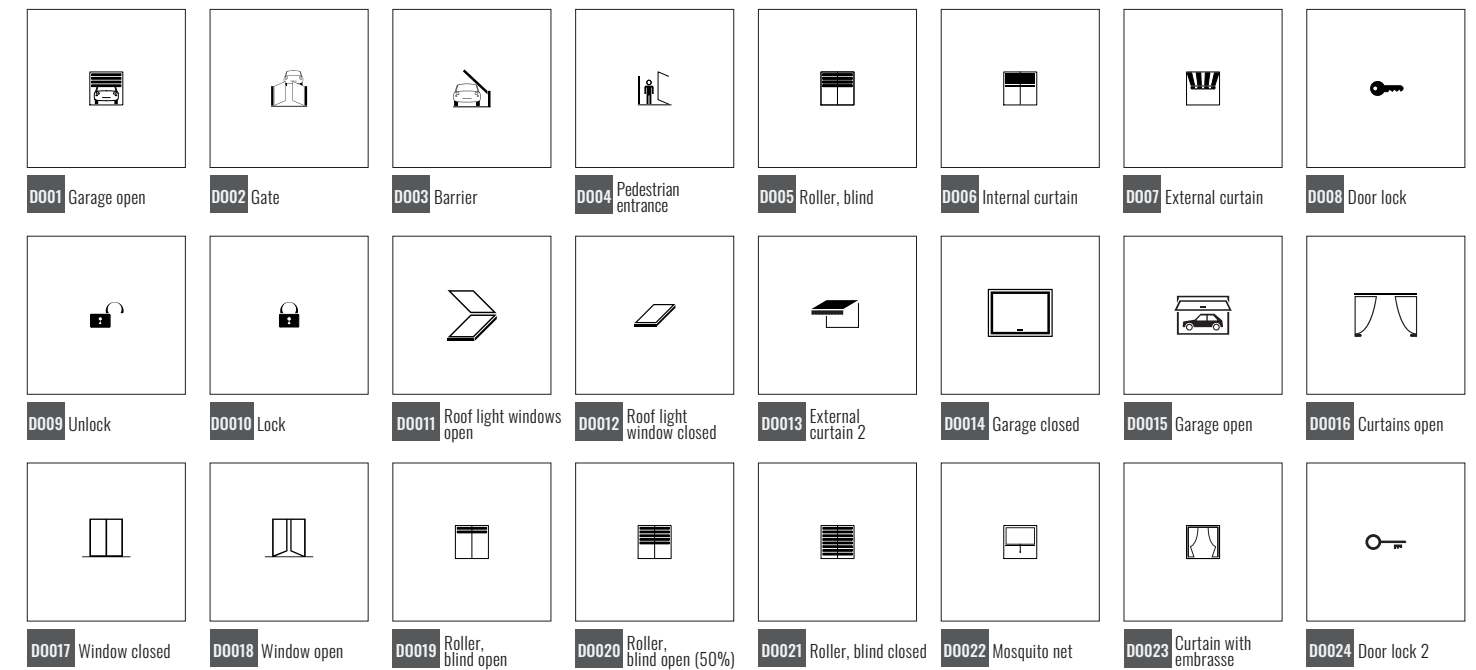 D001 Garage open
D002 Gate
D003 Barrier
D004 Pedestrian
entrance
D005 Roller, blind
D006 Internal curtain
D007 External curtain
D008 Door lock
D009 Unlock
D0010 Lock
D0011 Roof light windows
open
D0012 Roof light
window closed
D0013 External
curtain 2
D0014 Garage closed
D0015 Garage open
D0016 Curtains open
D0017 Window closed
D0018 Window open
D0019 Roller,
blind open
D0020 Roller,
blind open (50%)
D0021 Roller, blind closed
D0022 Mosquito net
D0023 Curtain with
embrasse
D0024 Door lock 2